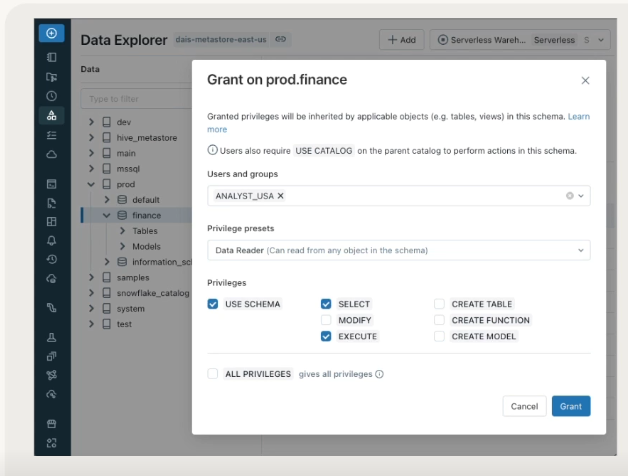 Data Explorer dais-metastore-east-us
+ Add
Serverless Wareh... Serverless S
Data
Type to filter
dev
hive_metastore
main
mssql
prod
default
finance
Tables
Models
information_sc
samples
snowflake_catalog
system
test
Grant on prod.finance
Granted privileges will be inherited by applicable objects (e.g. tables, views) in this schema. Learn
more
Users also require USE CATALOG on the parent catalog to perform actions in this schema.
Users and groups
ANALYST_USA
Privilege presets
Data Reader (Can read from any object in the schema)
Privileges
USE SCHEMA SELECT CREATE TABLE
MODIFY CREATE FUNCTION
EXECUTE CREATE MODEL
ALL PRIVILEGES gives all privileges
Cancel Grant